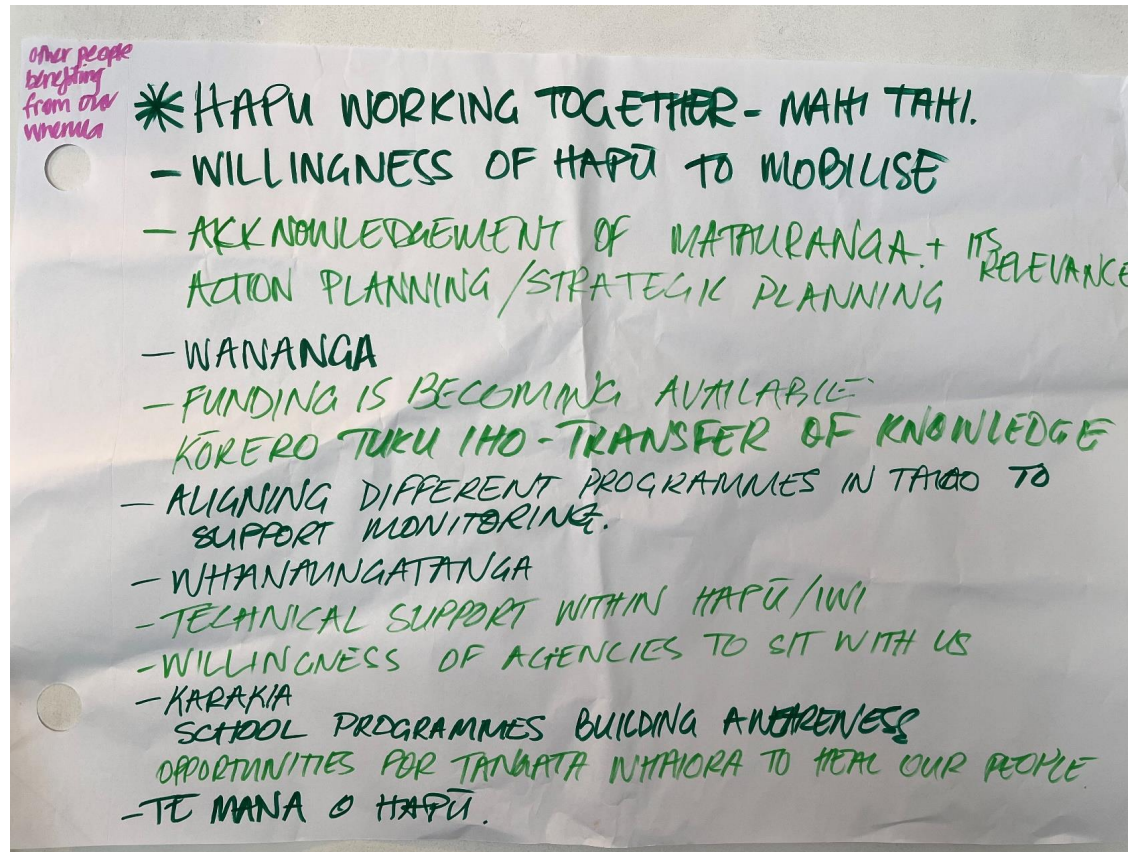 other people
benefiting
from our
whenua
* HAPU WORKING TOGETHER - MAHI TAHI.
- WILLINGNESS OF HAPŪ TO MOBILISE
- AKKNOWLEDGEMENT OF MATAURANGA. + ITS RELEVANCE
ACTION PLANNING / STRATEGIC PLANNING
- WANANGA
- FUNDING IS BECOMING AVAILABLE
KŌRERO TUKU IHO - TRANSFER OF KNOWLEDGE
- ALIGNING DIFFERENT PROGRAMMES IN TAIAO TO
SUPPORT MONITORING.
- WHANAUNGATANGA
- TECHNICAL SUPPORT WITHIN HAPŪ/IWI
- WILLINGNESS OF AGENCIES TO SIT WITH US
- KARAKIA
SCHOOL PROGRAMMES BUILDING AWARENESS
OPPORTUNITIES FOR TANGATA WHAIORA TO HEAL OUR PEOPLE
- TE MANA O HAPŪ.